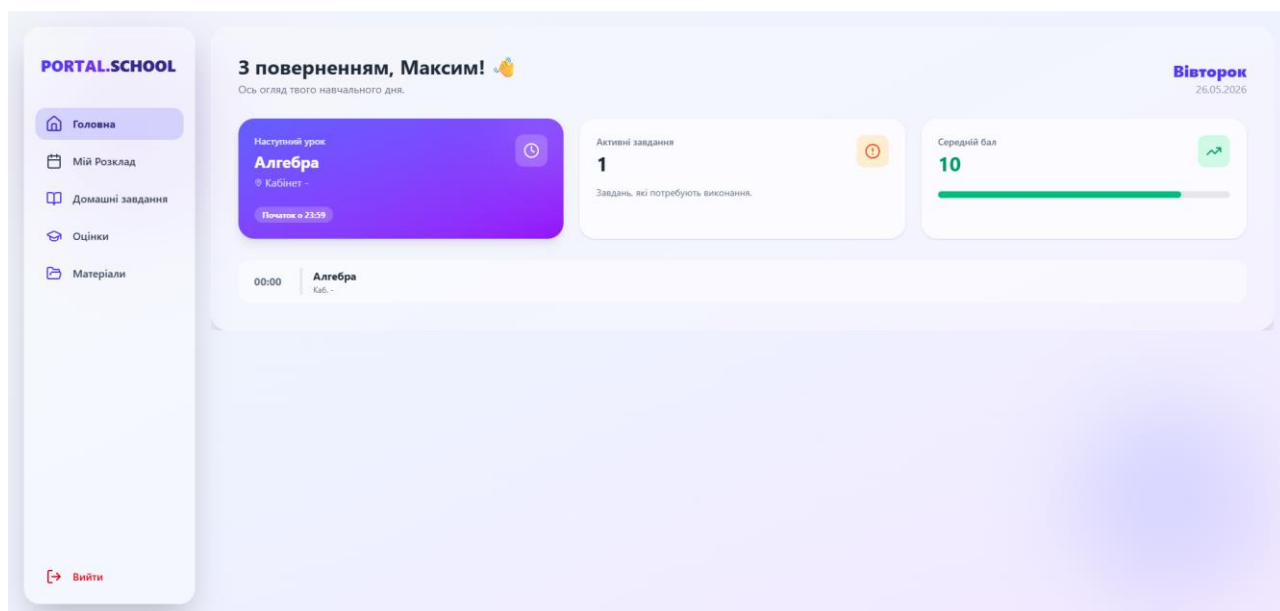 PORTAL.SCHOOL
Головна
Мій Розклад
Домашні завдання
Оцінки
Матеріали
Вийти
З поверненням, Максим! 👋
Ось огляд твого навчального дня.
Вівторок
26.05.2026
Наступний урок
Алгебра
Кабінет -
Початок о 23:59
Активні завдання
1
Завдань, які потребують виконання.
Середній бал
10
00:00
Алгебра
Каб. -